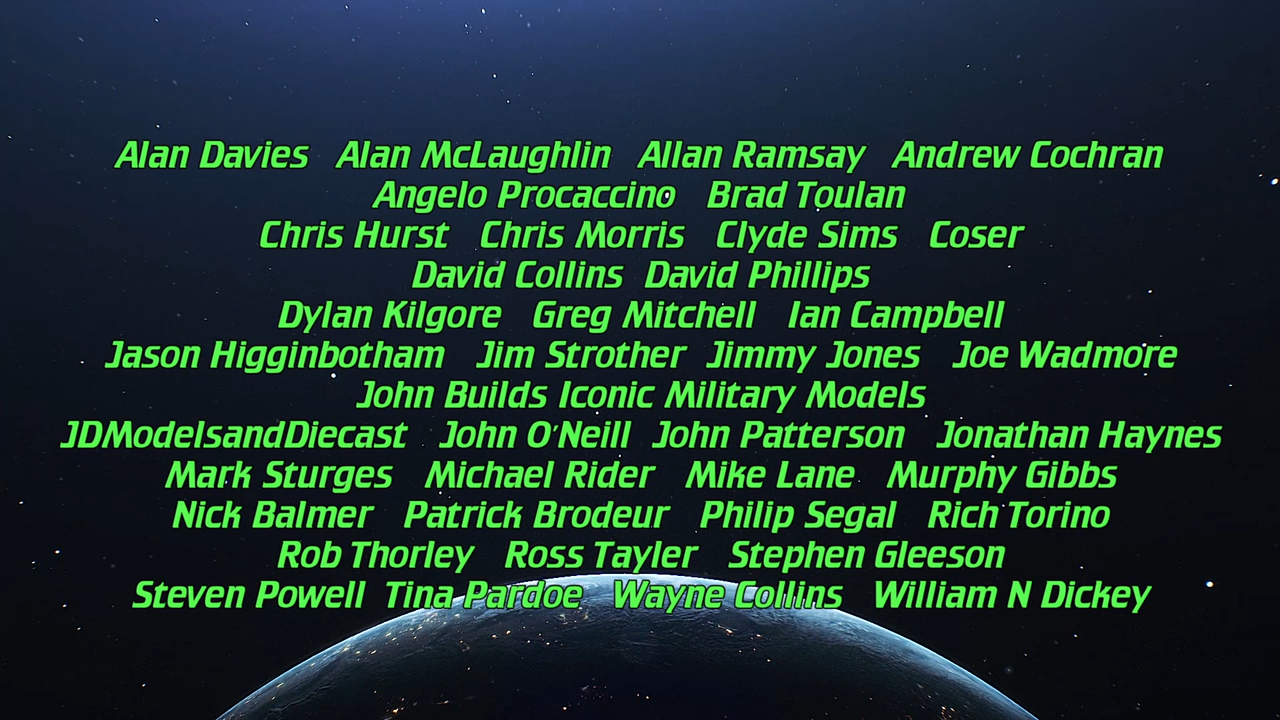 Alan Davies Alan McLaughlin Allan Ramsay Andrew Cochran
Angelo Procaccino Brad Toulan
Chris Hurst Chris Morris Clyde Sims Coser
David Collins David Phillips
Dylan Kilgore Greg Mitchell Ian Campbell
Jason Higginbotham Jim Strother Jimmy Jones Joe Wadmore
John Builds Iconic Military Models
JDModelsandDiecast John O'Neill John Patterson Jonathan Haynes
Mark Sturges Michael Rider Mike Lane Murphy Gibbs
Nick Balmer Patrick Brodeur Philip Segal Rich Torino
Rob Thorley Ross Tayler Stephen Gleeson
Steven Powell Tina Pardoe Wayne Collins William N Dickey